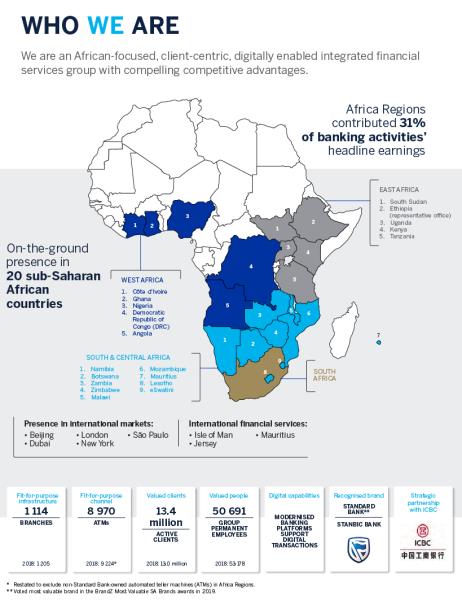 WHO WE ARE
We are an African-focused, client-centric, digitally enabled integrated financial
services group with compelling competitive advantages.
Africa Regions
contributed 31%
of banking activities'
headline earnings
EAST AFRICA
1. South Sudan
2. Ethiopia
(representative office)
3. Uganda
4. Kenya
5. Tanzania
On-the-ground
presence in
20 sub-Saharan
African
countries
WEST AFRICA
1. Côte d'Ivoire
2. Ghana
3. Nigeria
4. Democratic
Republic of
Congo (DRC)
5. Angola
1 2 3 4 5
1 2 3 4 5
SOUTH & CENTRAL AFRICA
1. Namibia
2. Botswana
3. Zambia
4. Zimbabwe
5. Malawi
6. Mozambique
7. Mauritius
8. Lesotho
9. eSwatini
1 2 3 4 5 6 7 8 9
SOUTH
AFRICA
Presence in international markets:
• Beijing • London • São Paulo
• Dubai • New York
International financial services:
• Isle of Man • Mauritius
• Jersey
Fit-for-purpose
infrastructure
1 114
BRANCHES
2018: 1 205
Fit-for-purpose
channel
8 970
ATMs
2018: 9 224*
Valued clients
13.4
million
ACTIVE
CLIENTS
2018: 13.0 million
Valued people
50 691
GROUP
PERMANENT
EMPLOYEES
2018: 53 178
Digital capabilities
MODERNISED
BANKING
PLATFORMS
SUPPORT
DIGITAL
TRANSACTIONS
Recognised brand
STANDARD
BANK**
STANBIC BANK
Strategic
partnership
with ICBC
ICBC
中国工商银行
* Restated to exclude non-Standard Bank owned automated teller machines (ATMs) in Africa Regions.
** Voted most valuable brand in the BrandZ Most Valuable SA Brands awards in 2019.